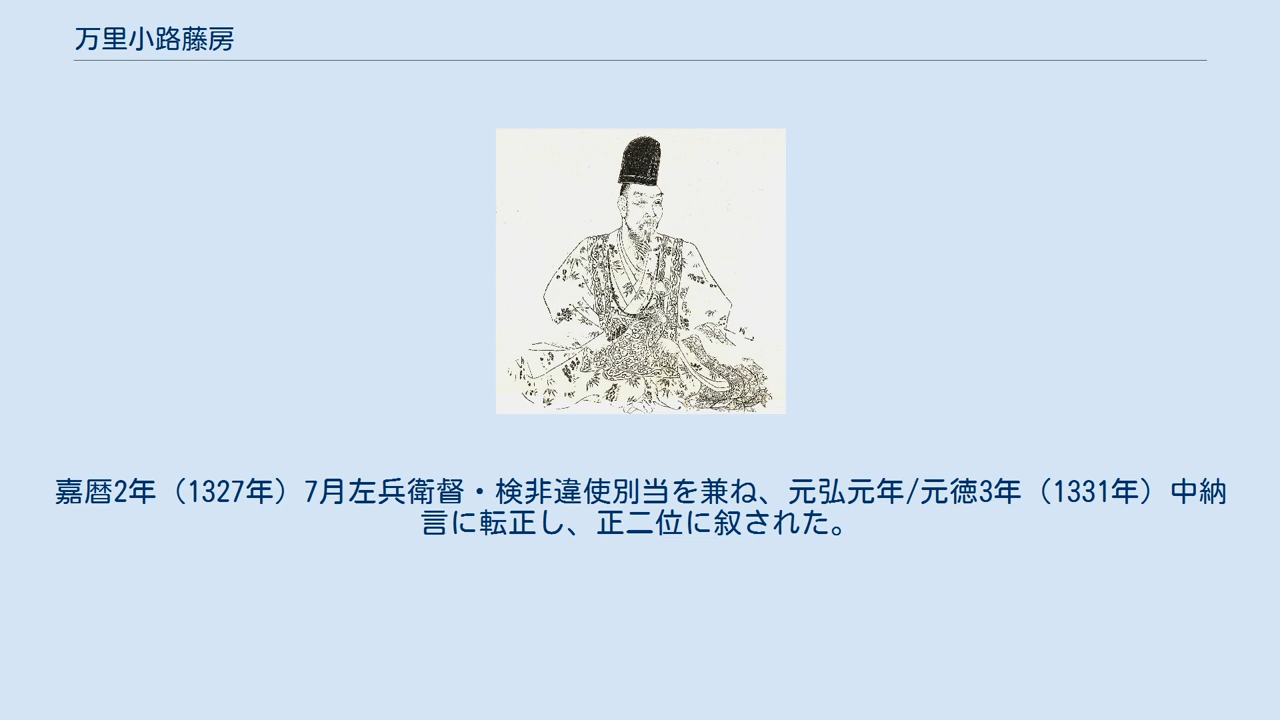 万里小路藤房
嘉暦2年（1327年）7月左兵衛督・検非違使別当を兼ね、元弘元年/元徳3年（1331年）中納
言に転正し、正二位に叙された。